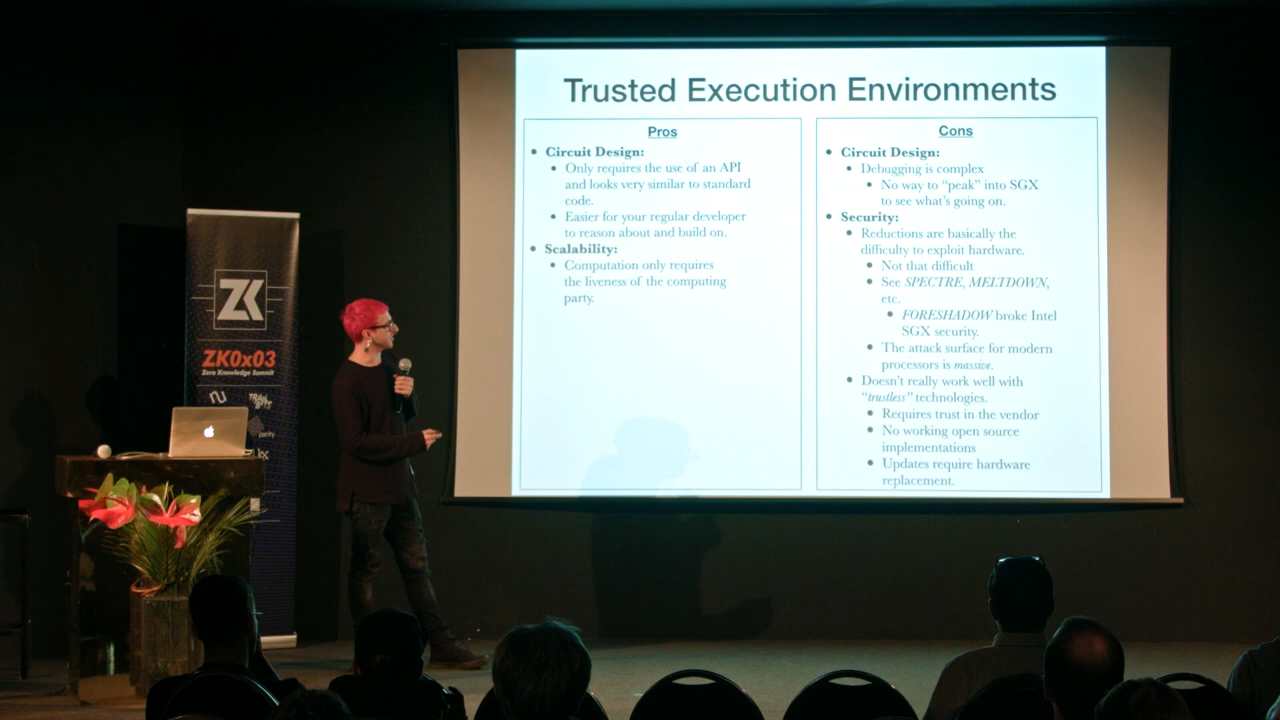 Trusted Execution Environments
Pros
• Circuit Design:
• Only requires the use of an API
and looks very similar to standard
code.
• Easier for your regular developer
to reason about and build on.
• Scalability:
• Computation only requires
the liveness of the computing
party.
Cons
• Circuit Design:
• Debugging is complex
• No way to “peak” into SGX
to see what’s going on.
• Security:
• Reductions are basically the
difficulty to exploit hardware.
• Not that difficult
• See SPECTRE, MELTDOWN,
etc.
• FORESHADOW broke Intel
SGX security.
• The attack surface for modern
processors is massive.
• Doesn’t really work well with
“trustless” technologies.
• Requires trust in the vendor
• No working open source
implementations
• Updates require hardware
replacement.
ZK
ZK0x03
Zero Knowledge Summit
parity